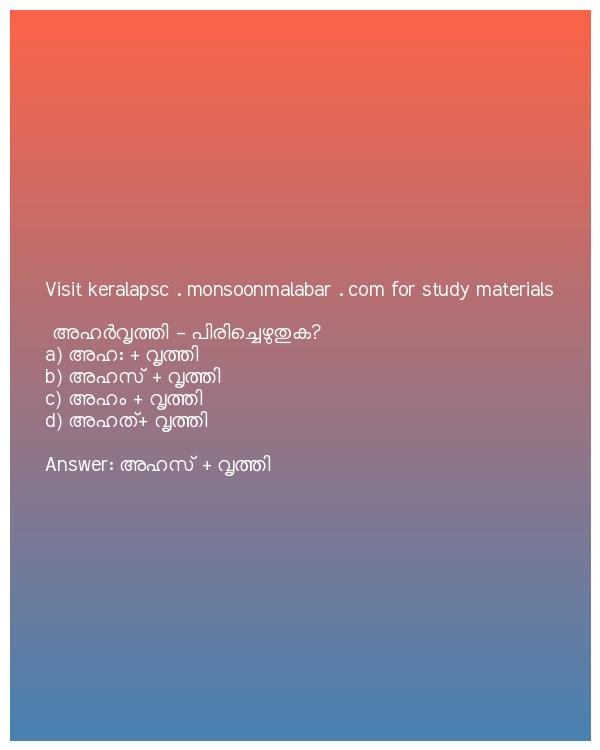 Visit keralapsc . monsoonmalabar . com for study materials
അഹർവൃത്തി – പിരിച്ചെഴുതുക?
a) അഹഃ + വൃത്തി
b) അഹസ് + വൃത്തി
c) അഹം + വൃത്തി
d) അഹത്+ വൃത്തി
Answer: അഹസ് + വൃത്തി